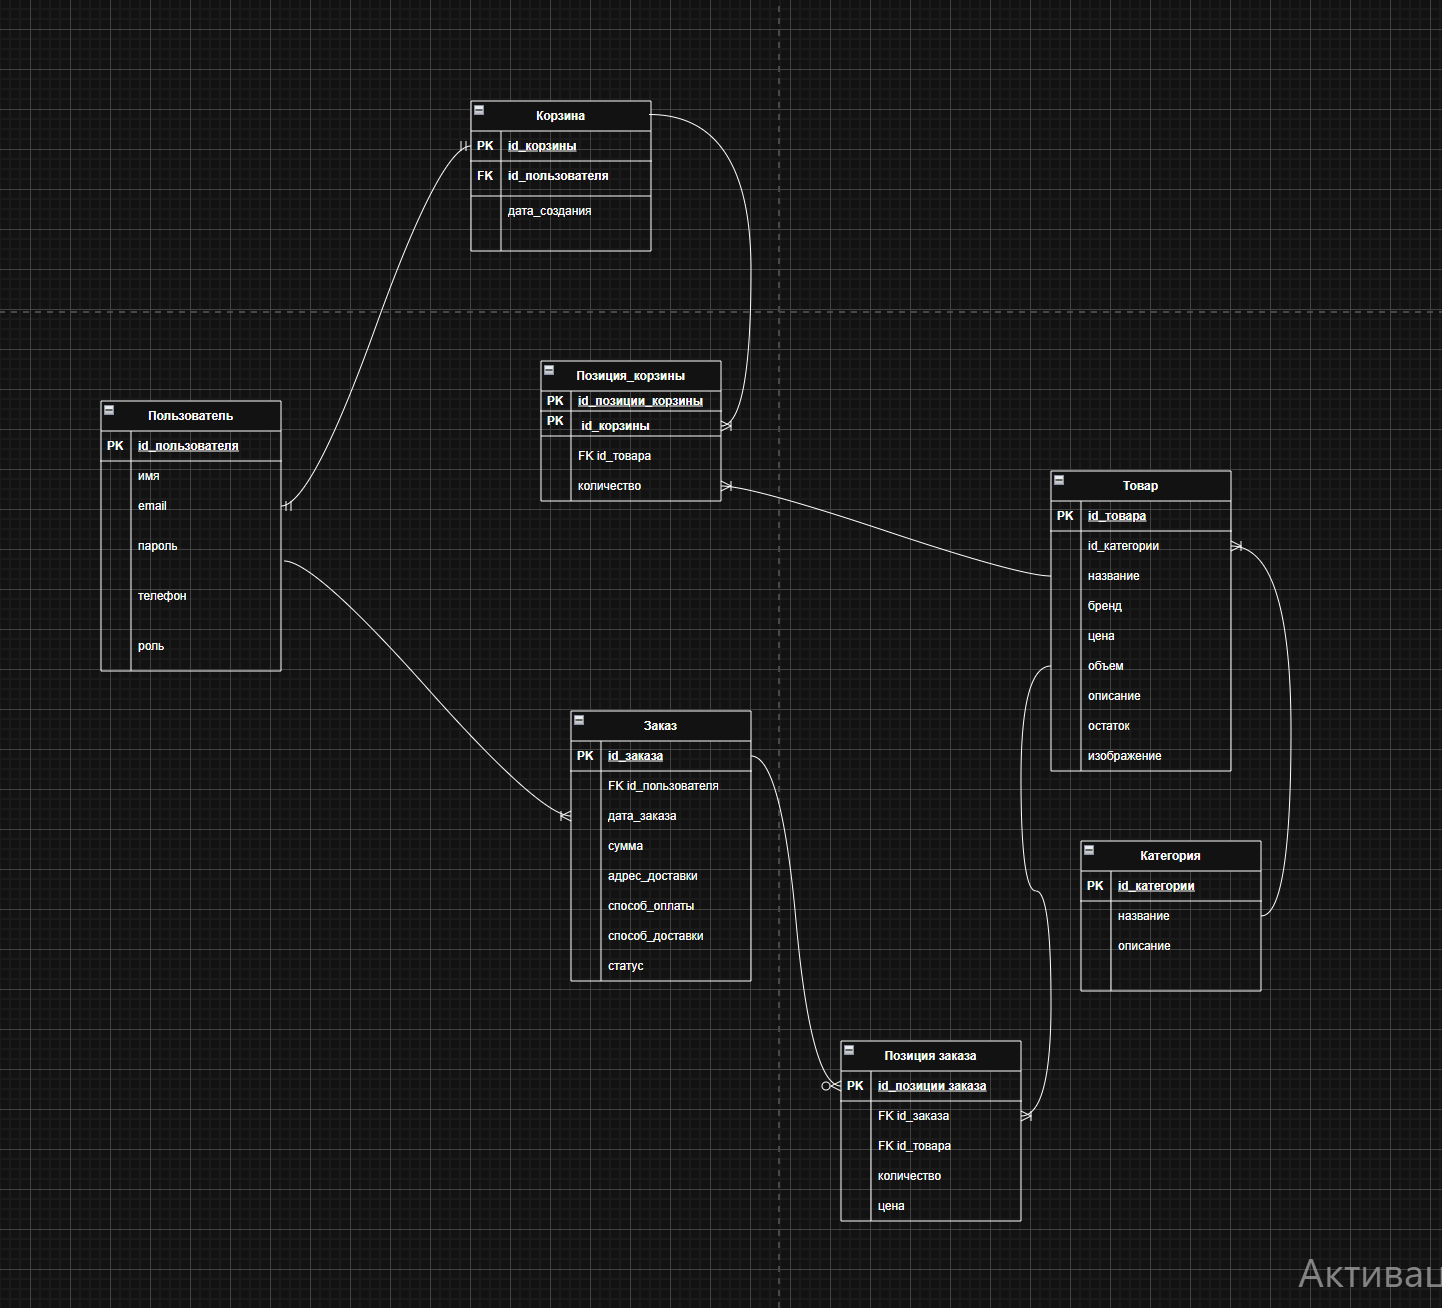 Корзина
PK id_корзины
FK id_пользователя
дата_создания
Позиция_корзины
PK id_позиции_корзины
PK id_корзины
FK id_товара
количество
Пользователь
PK id_пользователя
имя
email
пароль
телефон
роль
Товар
PK id_товара
id_категории
название
бренд
цена
объем
описание
остаток
изображение
Заказ
PK id_заказа
FK id_пользователя
дата_заказа
сумма
адрес_доставки
способ_оплаты
способ_доставки
статус
Категория
PK id_категории
название
описание
Позиция заказа
PK id_позиции заказа
FK id_заказа
FK id_товара
количество
цена
Активац